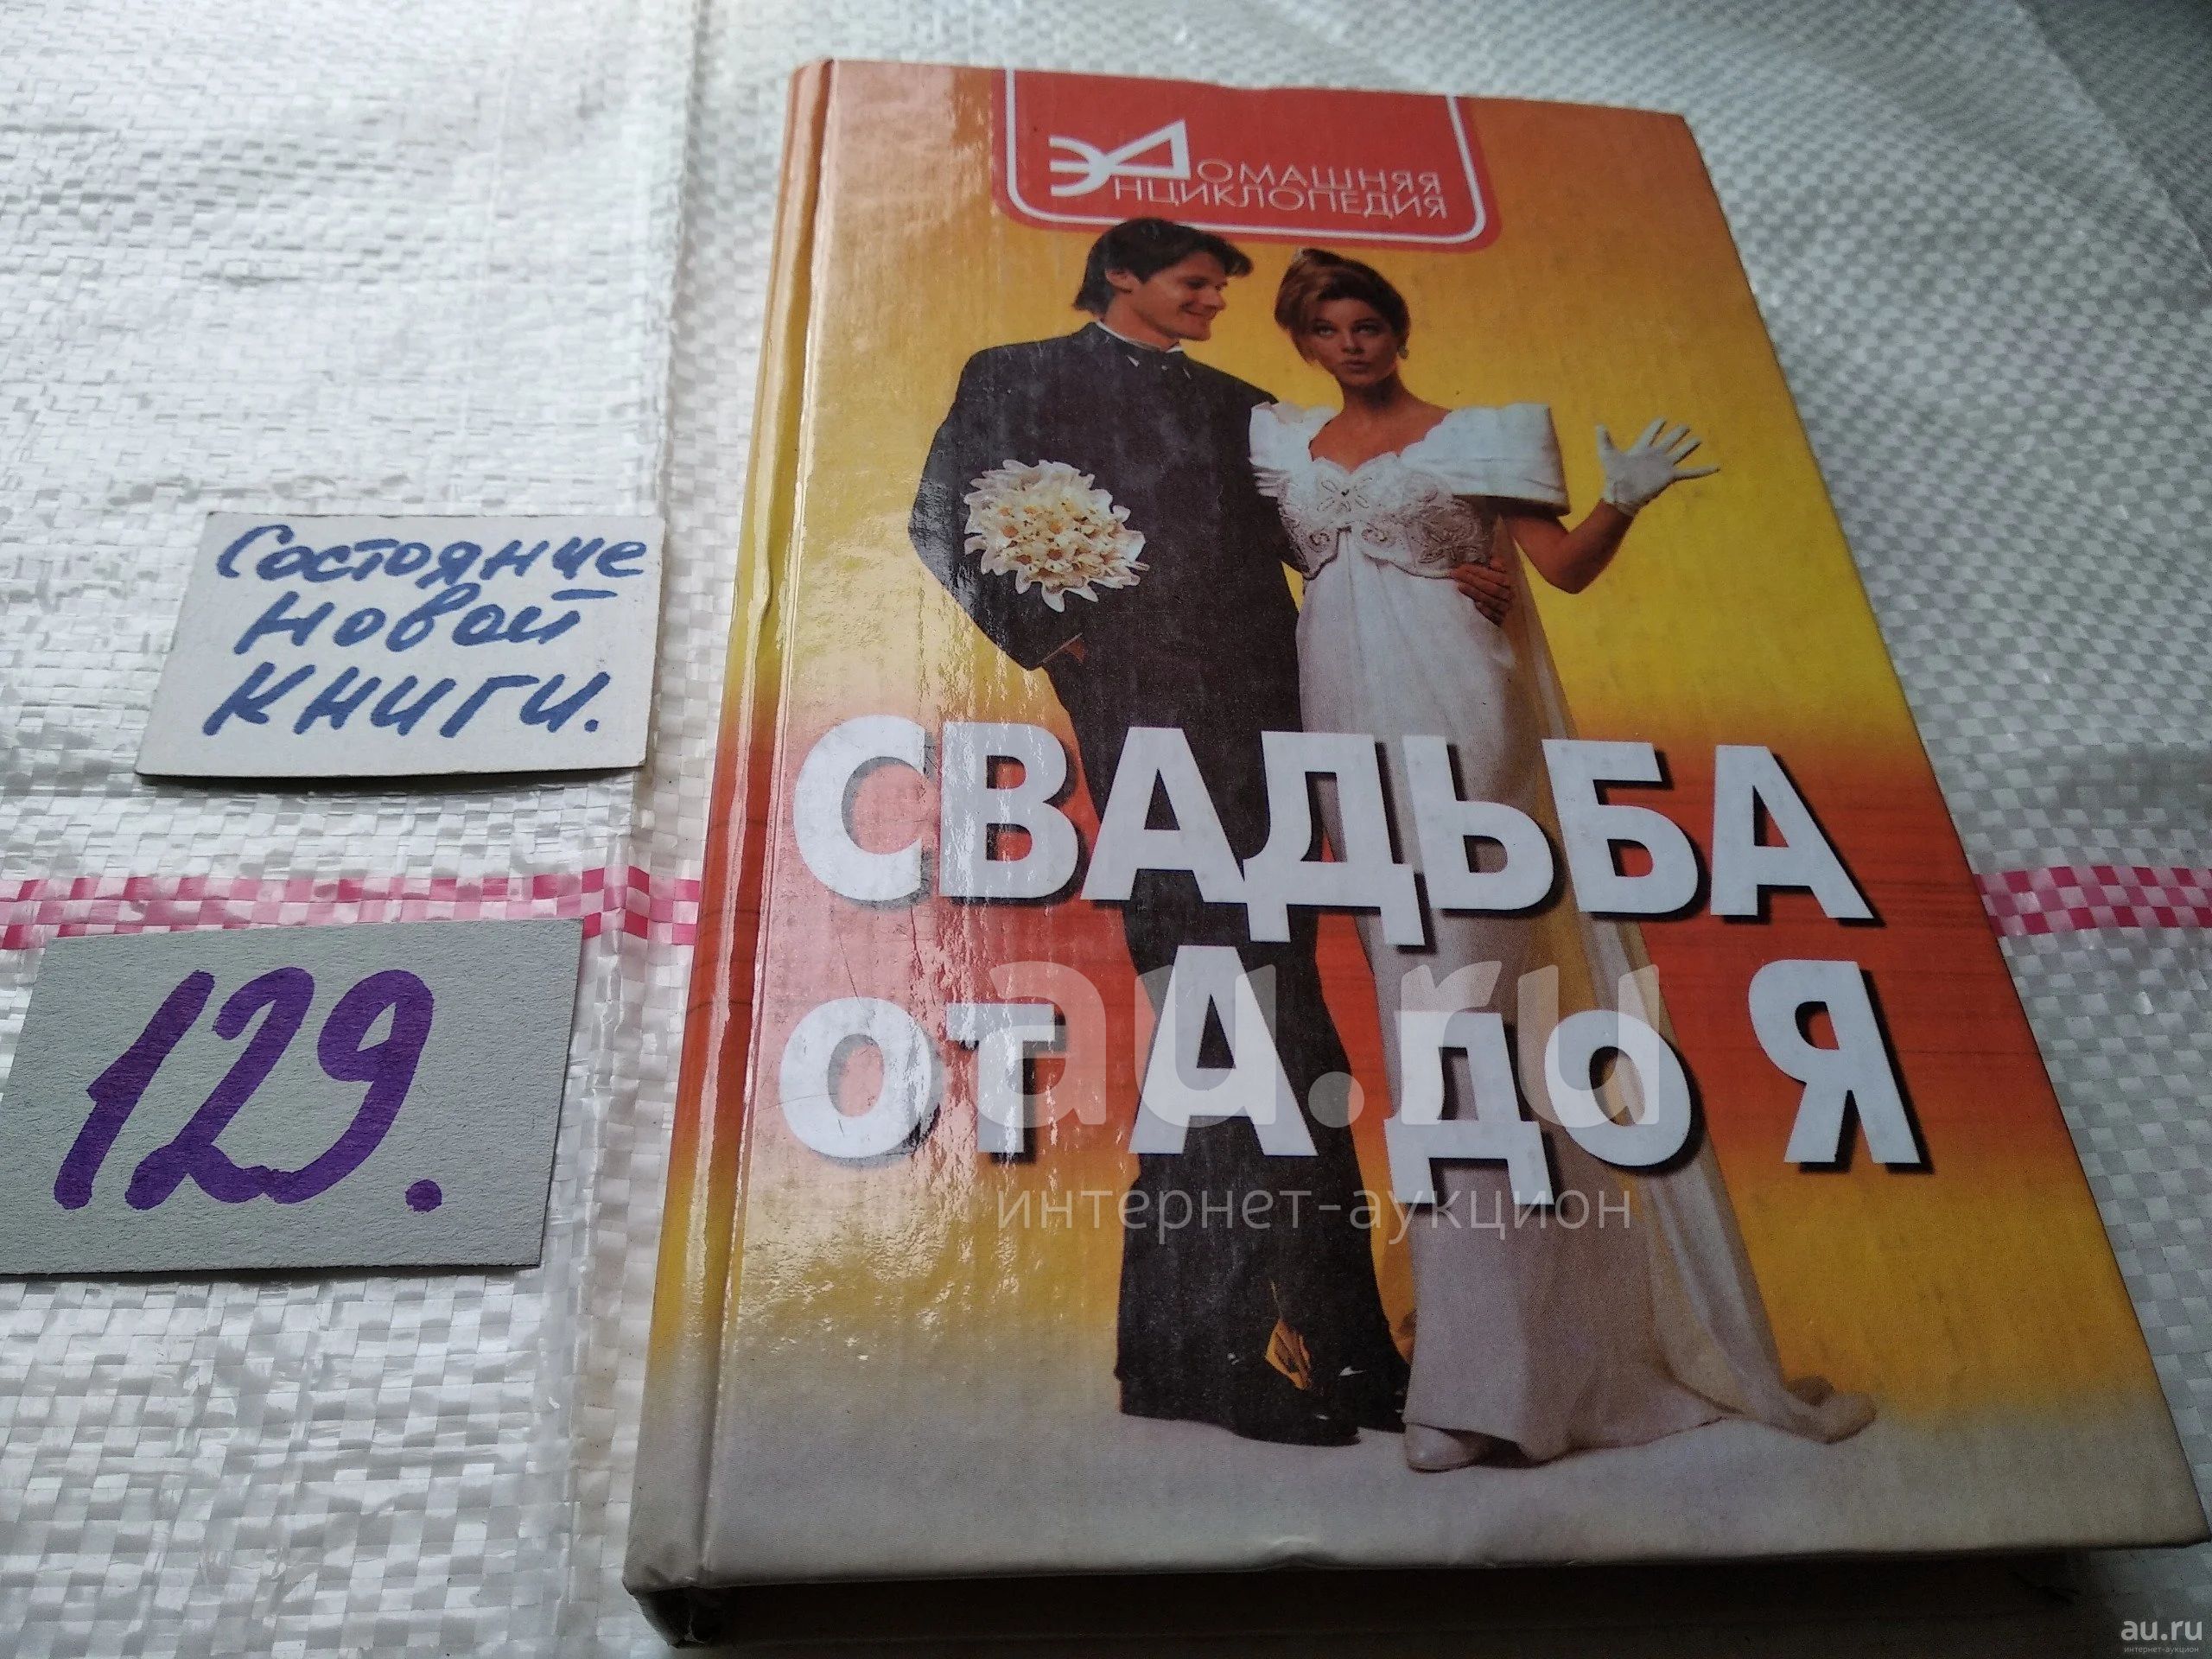 ДОМАШНЯЯ
ЭНЦИКЛОПЕДИЯ
Состояние
новой
книги.
129.
СВАДЬБА
от А до Я
au.ru
интернет-аукцион
au.ru
интернет-аукцион